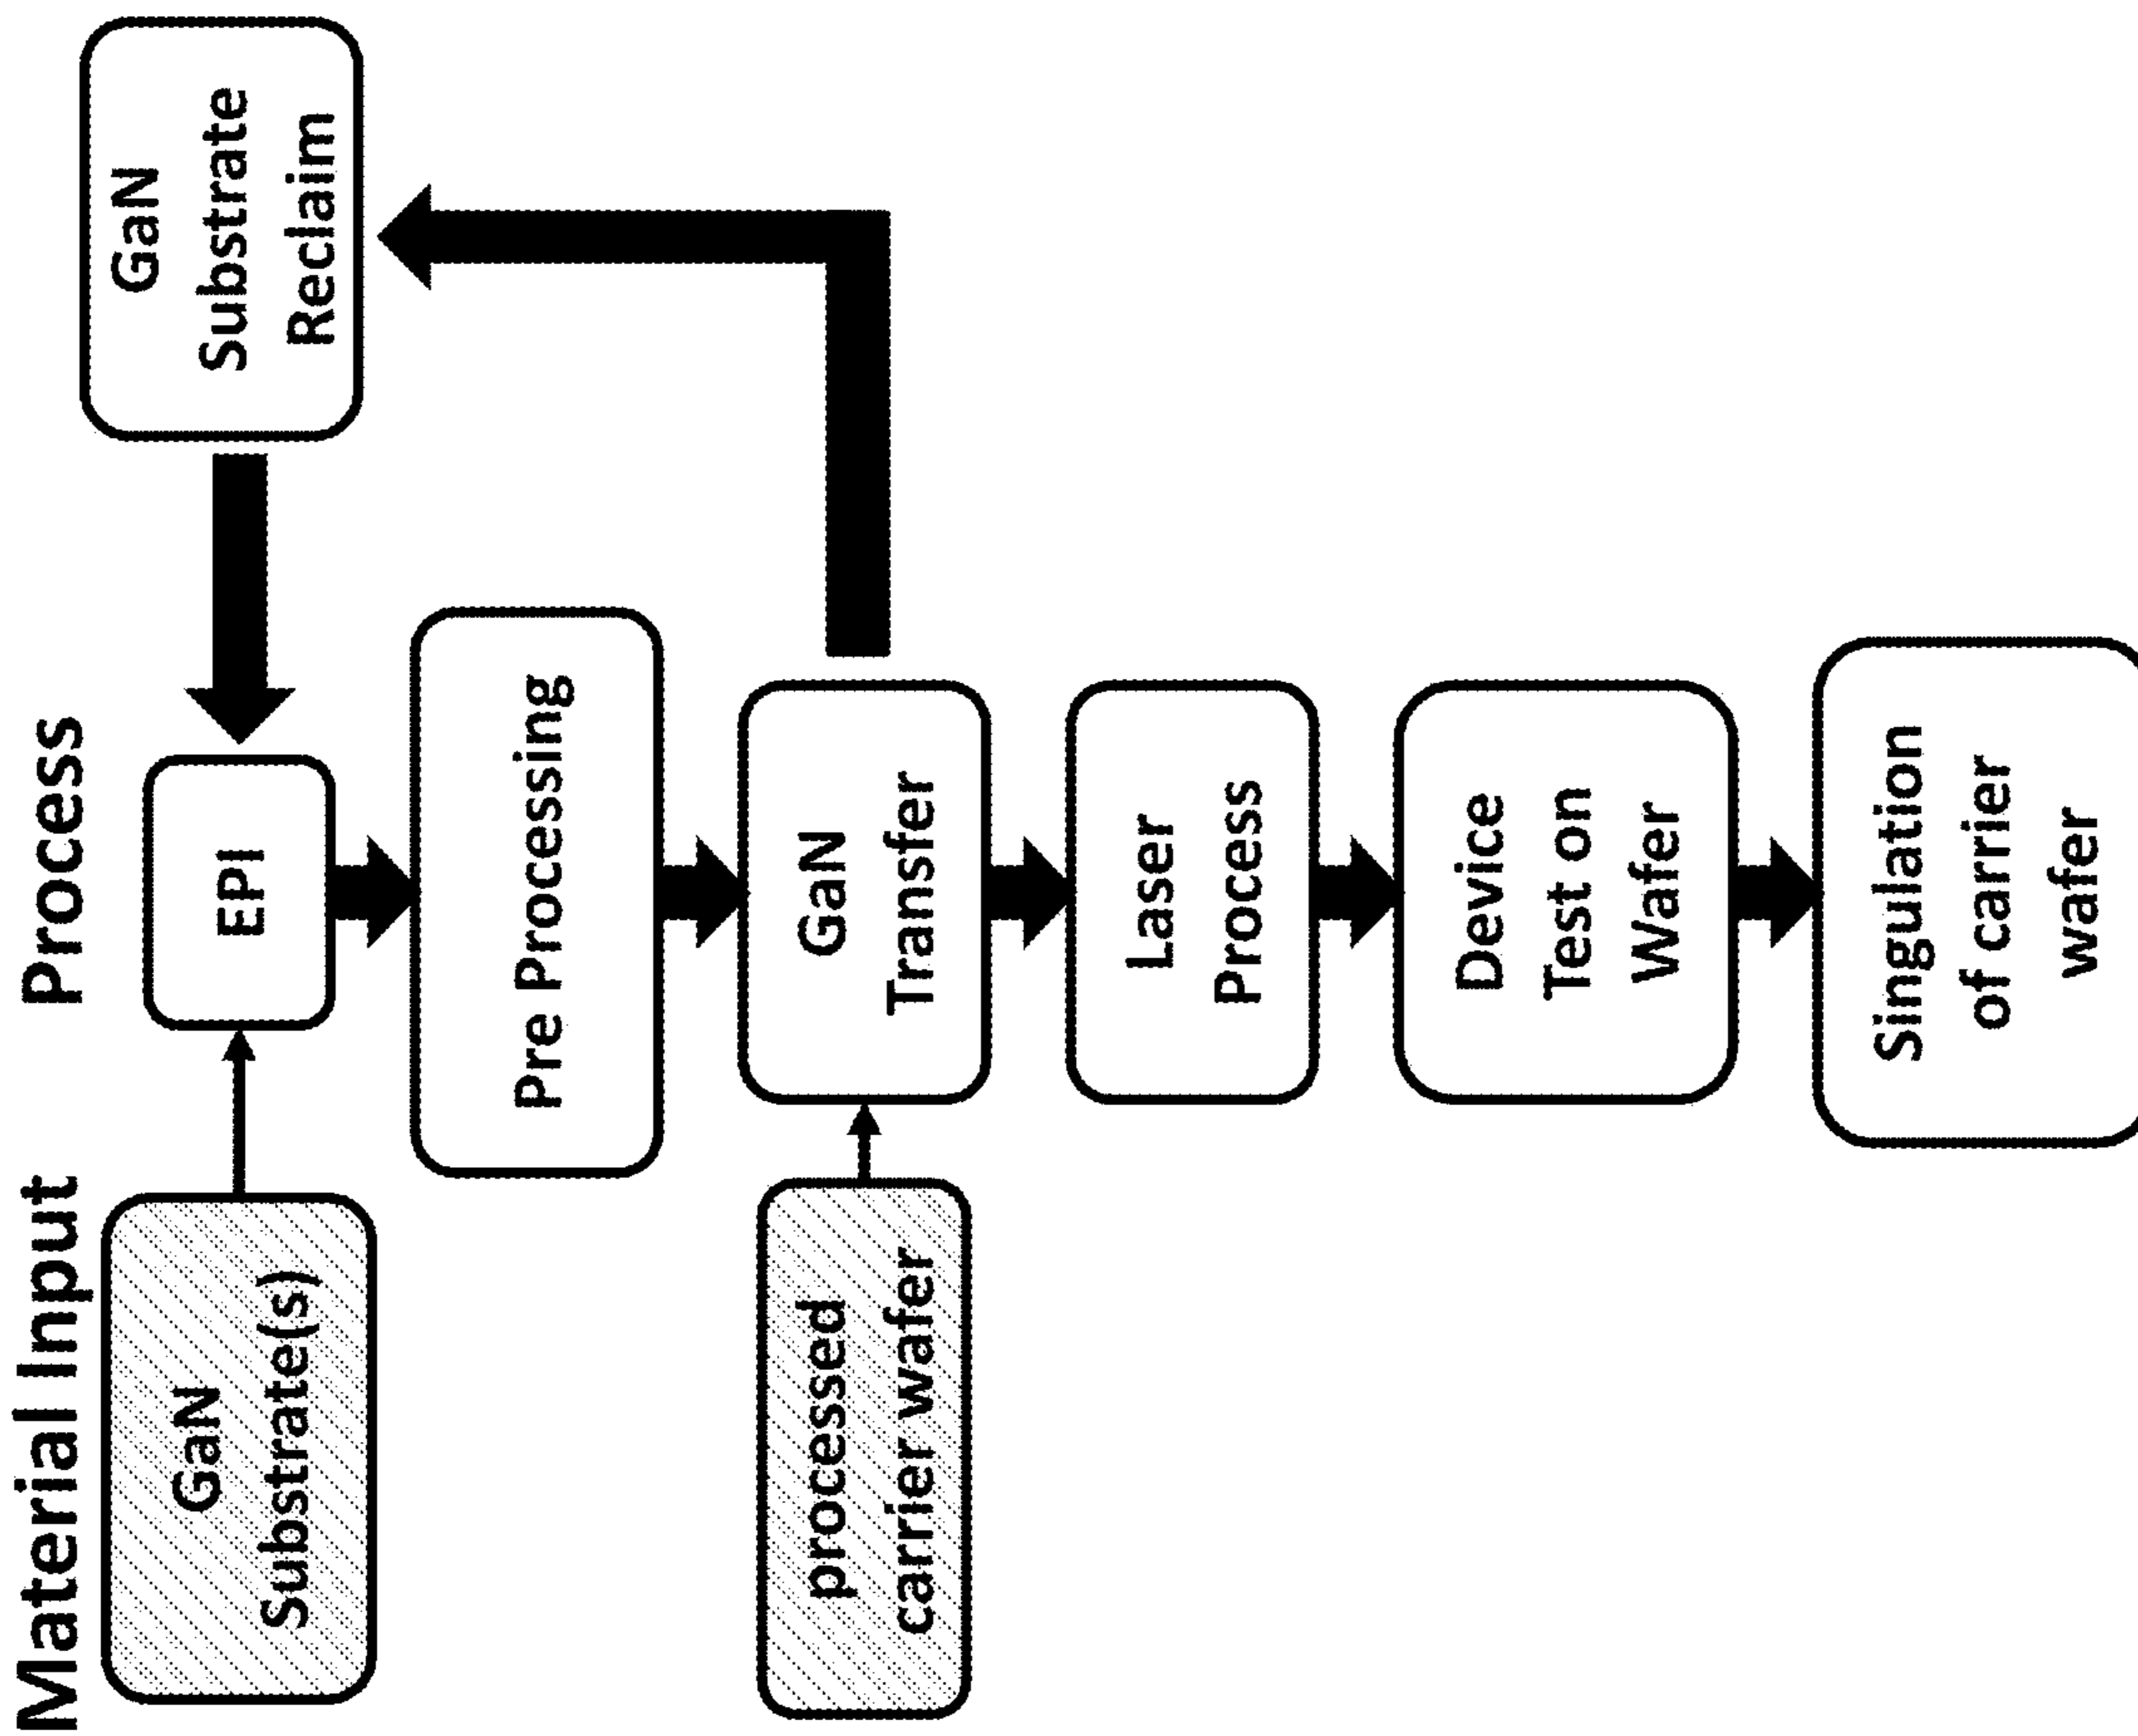 Material Input
Process
GaN
Substrate(s)
EPI
GaN
Substrate
Reclaim
Pre Processing
processed
carrier wafer
GaN
Transfer
Laser
Process
Device
Test on
Wafer
Singulation
of carrier
wafer